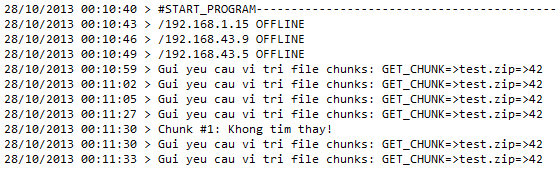 28/10/2013 00:10:40 > #START_PROGRAM-------------------------------------------
28/10/2013 00:10:43 > /192.168.1.15 OFFLINE
28/10/2013 00:10:46 > /192.168.43.9 OFFLINE
28/10/2013 00:10:49 > /192.168.43.5 OFFLINE
28/10/2013 00:10:59 > Gui yeu cau vi tri file chunks: GET_CHUNK=>test.zip=>42
28/10/2013 00:11:02 > Gui yeu cau vi tri file chunks: GET_CHUNK=>test.zip=>42
28/10/2013 00:11:05 > Gui yeu cau vi tri file chunks: GET_CHUNK=>test.zip=>42
28/10/2013 00:11:27 > Gui yeu cau vi tri file chunks: GET_CHUNK=>test.zip=>42
28/10/2013 00:11:30 > Chunk #1: Khong tim thay!
28/10/2013 00:11:30 > Gui yeu cau vi tri file chunks: GET_CHUNK=>test.zip=>42
28/10/2013 00:11:33 > Gui yeu cau vi tri file chunks: GET_CHUNK=>test.zip=>42